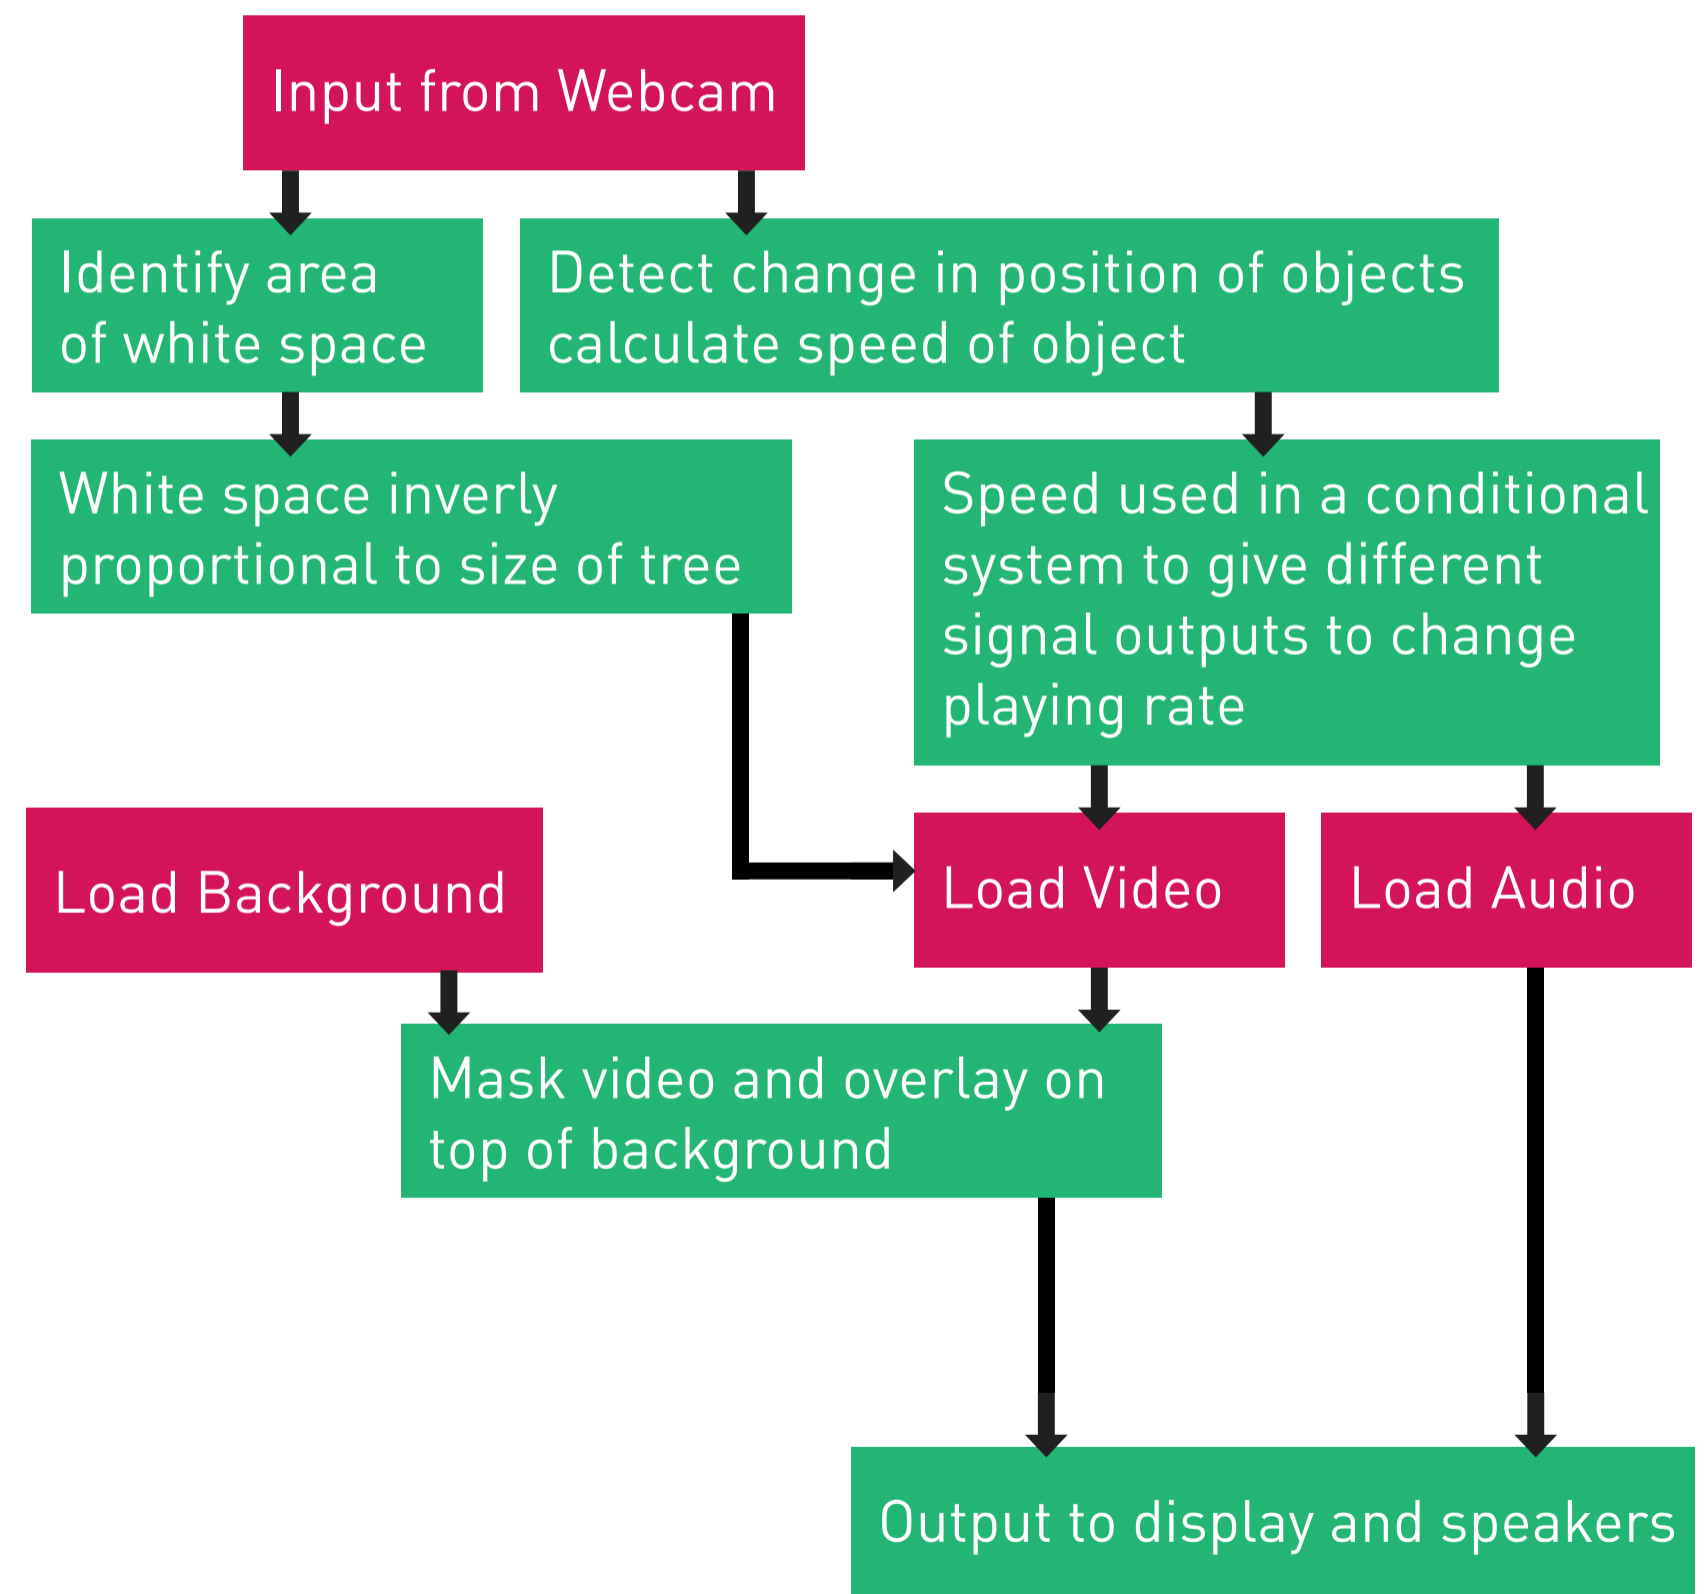 Input from Webcam
Identify area
of white space
Detect change in position of objects
calculate speed of object
White space inverly
proportional to size of tree
Speed used in a conditional
system to give different
signal outputs to change
playing rate
Load Background
Load Video
Load Audio
Mask video and overlay on
top of background
Output to display and speakers